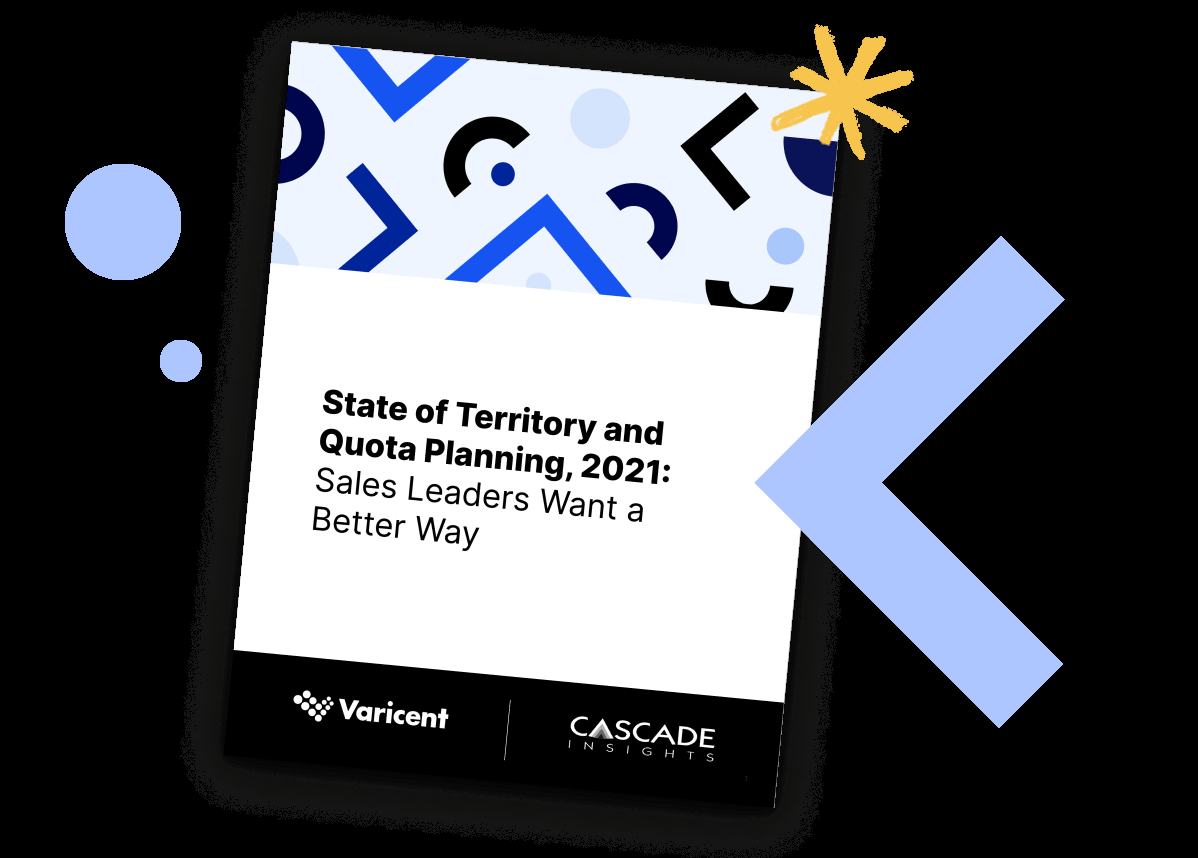 State of Territory and
Quota Planning, 2021:
Sales Leaders Want a
Better Way
Varicent
CASCADE
INSIGHTS